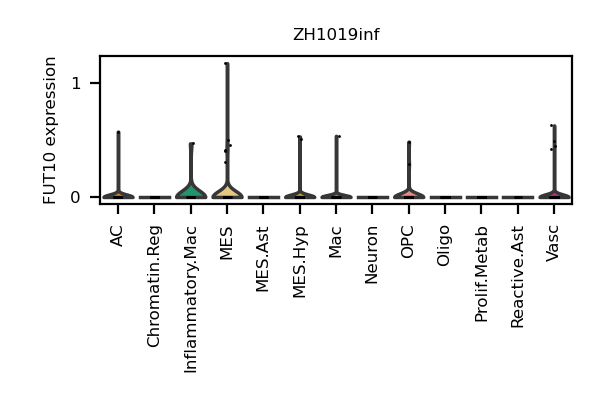 ZH1019inf
FUT10 expression
1
0
AC
Chromatin.Reg
Inflammatory.Mac
MES
MES.Ast
MES.Hyp
Mac
Neuron
OPC
Oligo
Prolif.Metab
Reactive.Ast
Vasc